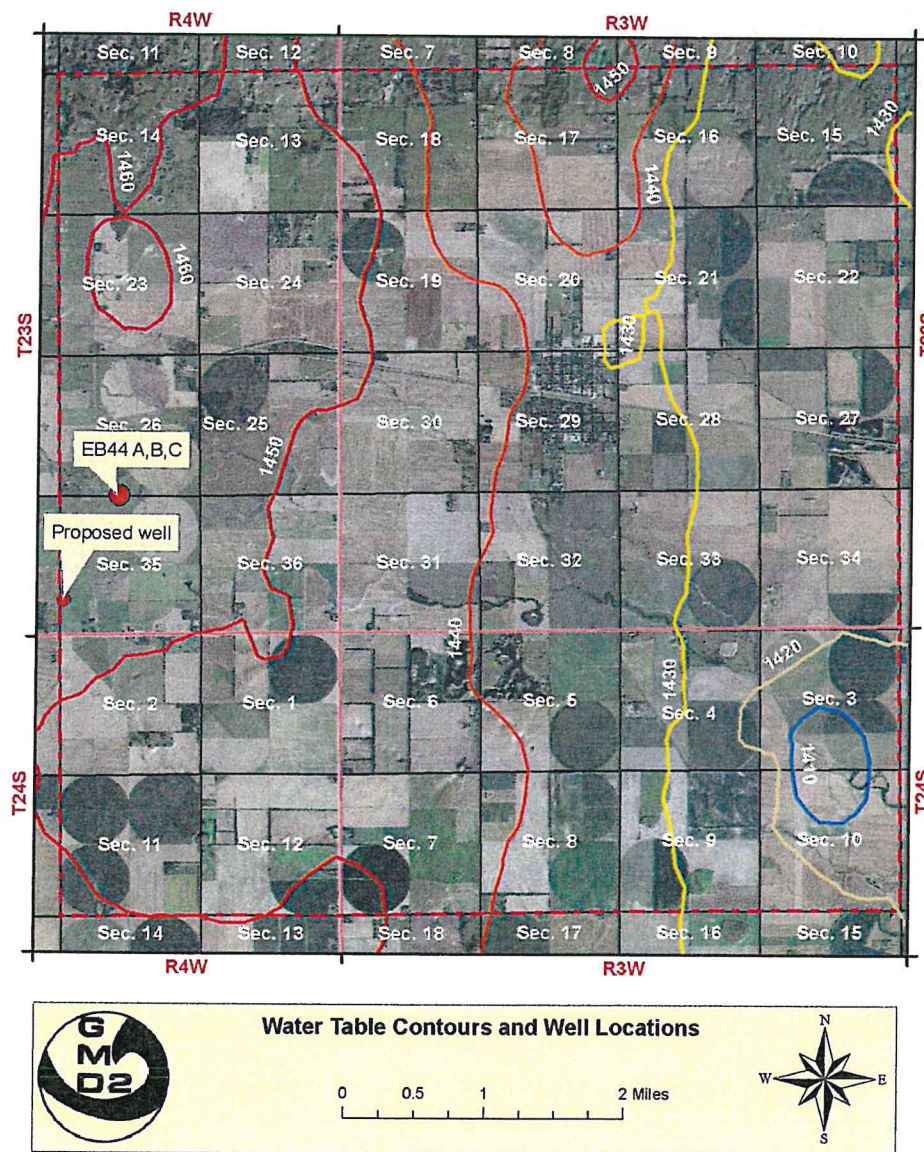 R4W
R3W
Sec. 11
Sec. 12
Sec. 7
Sec. 8
Sec. 9
Sec. 10
1450
Sec. 14
Sec. 13
Sec. 18
Sec. 17
Sec. 16
Sec. 15
1430
1460
1440
T23S
Sec. 23
1460
Sec. 24
Sec. 19
Sec. 20
Sec. 21
Sec. 22
1430
Sec. 26
Sec. 25
Sec. 30
Sec. 29
Sec. 28
Sec. 27
EB44 A,B,C
1450
Proposed well
Sec. 35
Sec. 36
Sec. 31
Sec. 32
Sec. 33
Sec. 34
1440
1430
1420
Sec. 2
Sec. 1
Sec. 6
Sec. 5
Sec. 4
Sec. 3
1410
T24S
T24S
Sec. 11
Sec. 12
Sec. 7
Sec. 8
Sec. 9
Sec. 10
Sec. 14
Sec. 13
Sec. 18
Sec. 17
Sec. 16
Sec. 15
R4W
R3W
G
M
D2
Water Table Contours and Well Locations
0 0.5 1 2 Miles
N
W E
S